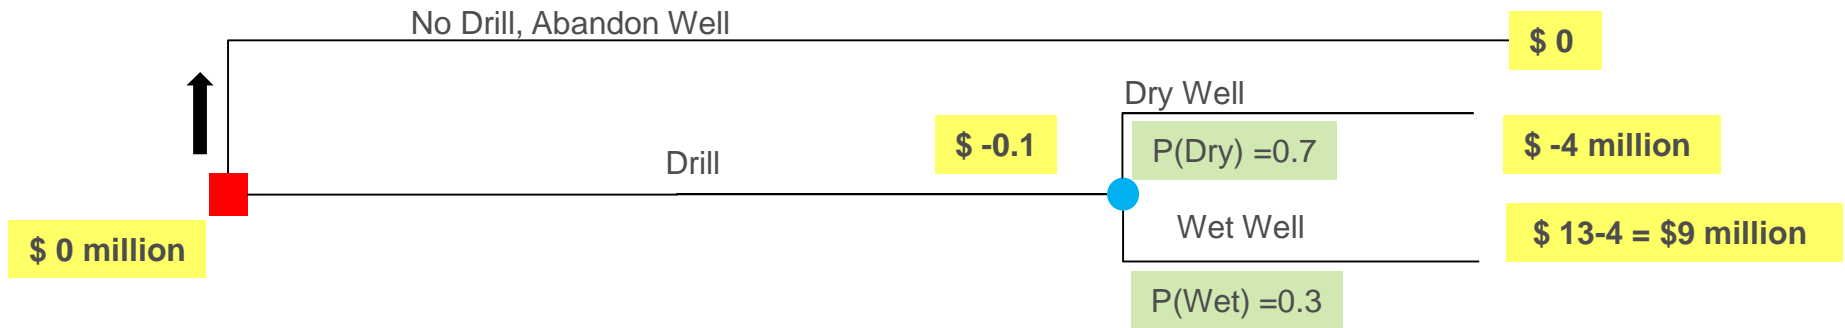 No Drill, Abandon Well
$ 0
Dry Well
$ -0.1
P(Dry) =0.7
$ -4 million
Drill
Wet Well
$ 13-4 = $9 million
$ 0 million
P(Wet) =0.3